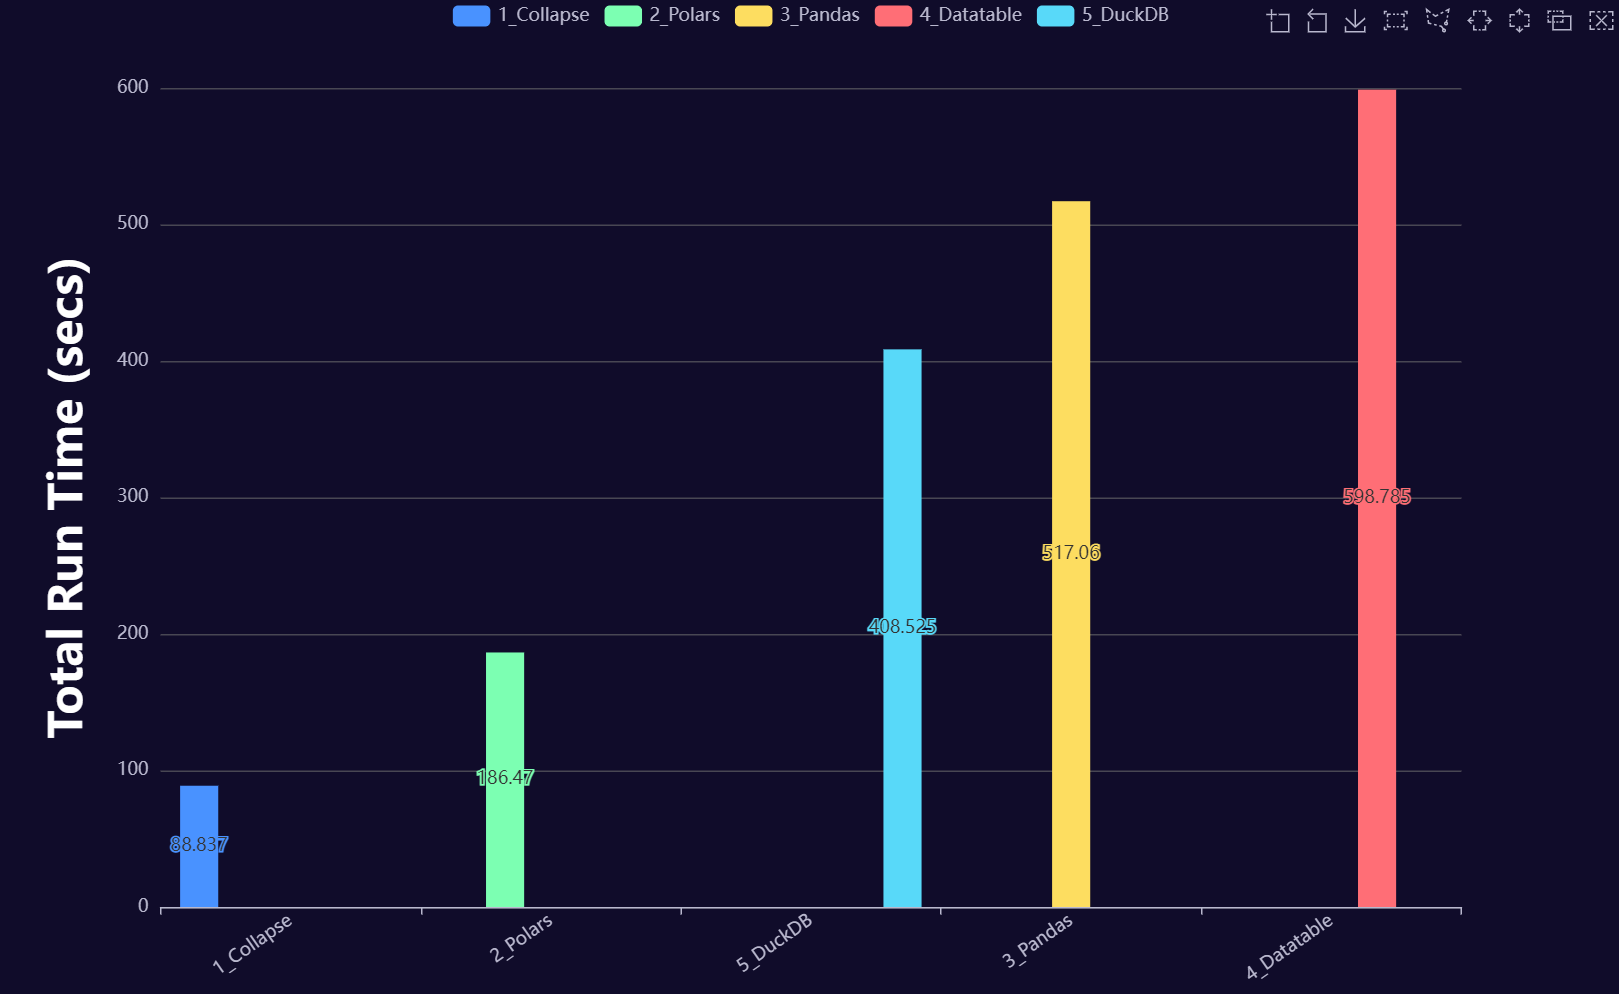 1_Collapse 2_Polars 3_Pandas 4_Datatable 5_DuckDB
Total Run Time (secs)
600
500
400
300
200
100
0
88.837
186.47
408.525
517.06
598.785
1_Collapse
2_Polars
5_DuckDB
3_Pandas
4_Datatable